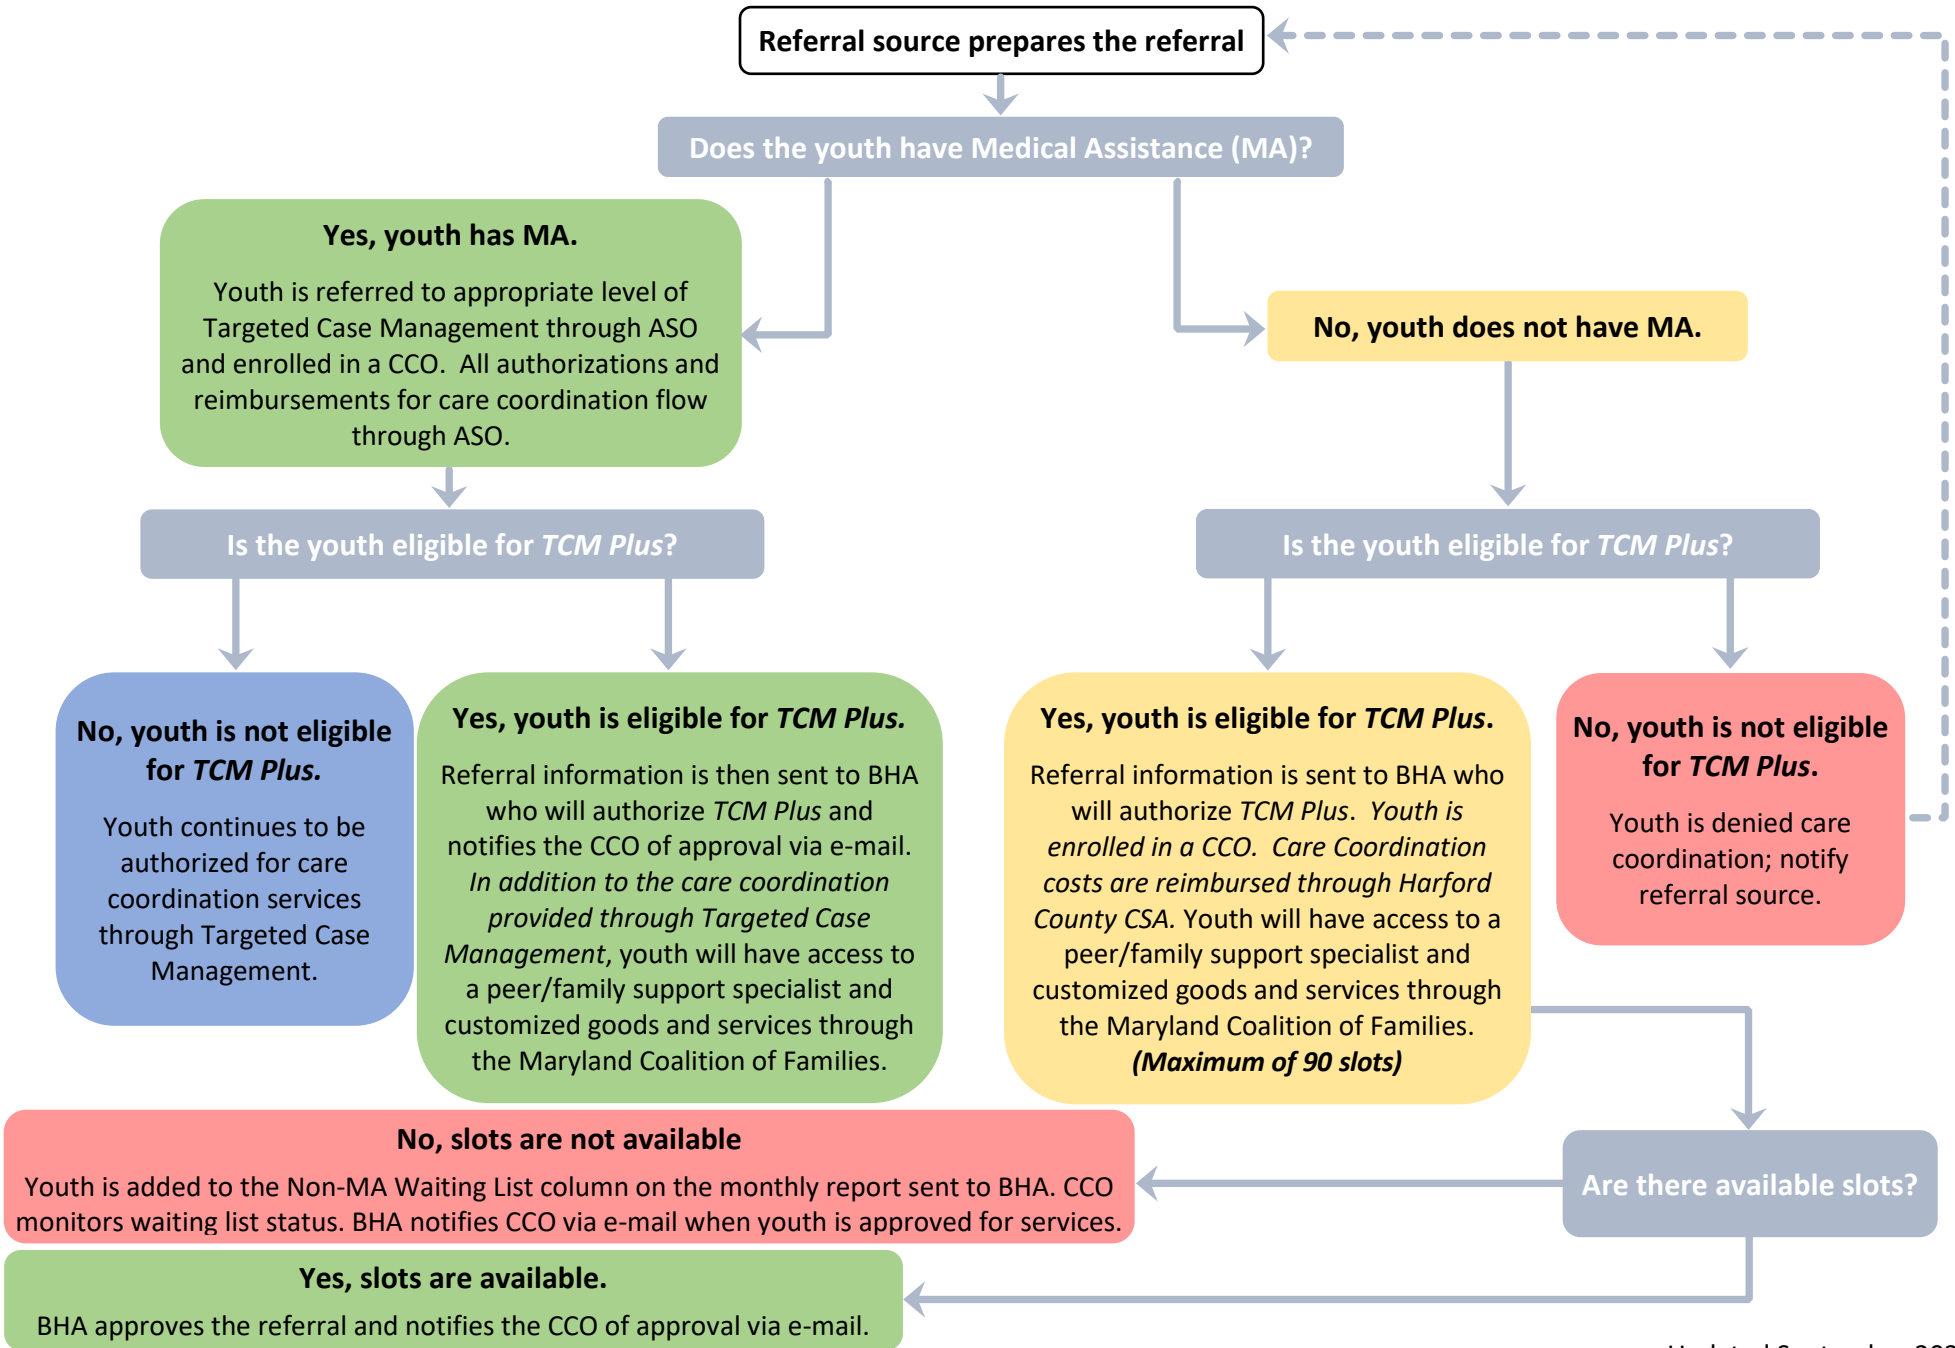 Referral source prepares the referral
Does the youth have Medical Assistance (MA)?
Yes, youth has MA.
Youth is referred to appropriate level of
Targeted Case Management through ASO
and enrolled in a CCO.  All authorizations and
reimbursements for care coordination flow
through ASO.
No, youth does not have MA.
Is the youth eligible for TCM Plus?
Is the youth eligible for TCM Plus?
No, youth is not eligible
for TCM Plus.
Youth continues to be
authorized for care
coordination services
through Targeted Case
Management.
Yes, youth is eligible for TCM Plus.
Referral information is then sent to BHA
who will authorize TCM Plus and
notifies the CCO of approval via e-mail.
In addition to the care coordination
provided through Targeted Case
Management, youth will have access to
a peer/family support specialist and
customized goods and services through
the Maryland Coalition of Families.
Yes, youth is eligible for TCM Plus.
Referral information is sent to BHA who
will authorize TCM Plus.  Youth is
enrolled in a CCO.  Care Coordination
costs are reimbursed through Harford
County CSA. Youth will have access to a
peer/family support specialist and
customized goods and services through
the Maryland Coalition of Families.
(Maximum of 90 slots)
No, youth is not eligible
for TCM Plus.
Youth is denied care
coordination; notify
referral source.
Are there available slots?
No, slots are not available
Youth is added to the Non-MA Waiting List column on the monthly report sent to BHA. CCO
monitors waiting list status. BHA notifies CCO via e-mail when youth is approved for services.
Yes, slots are available.
BHA approves the referral and notifies the CCO of approval via e-mail.